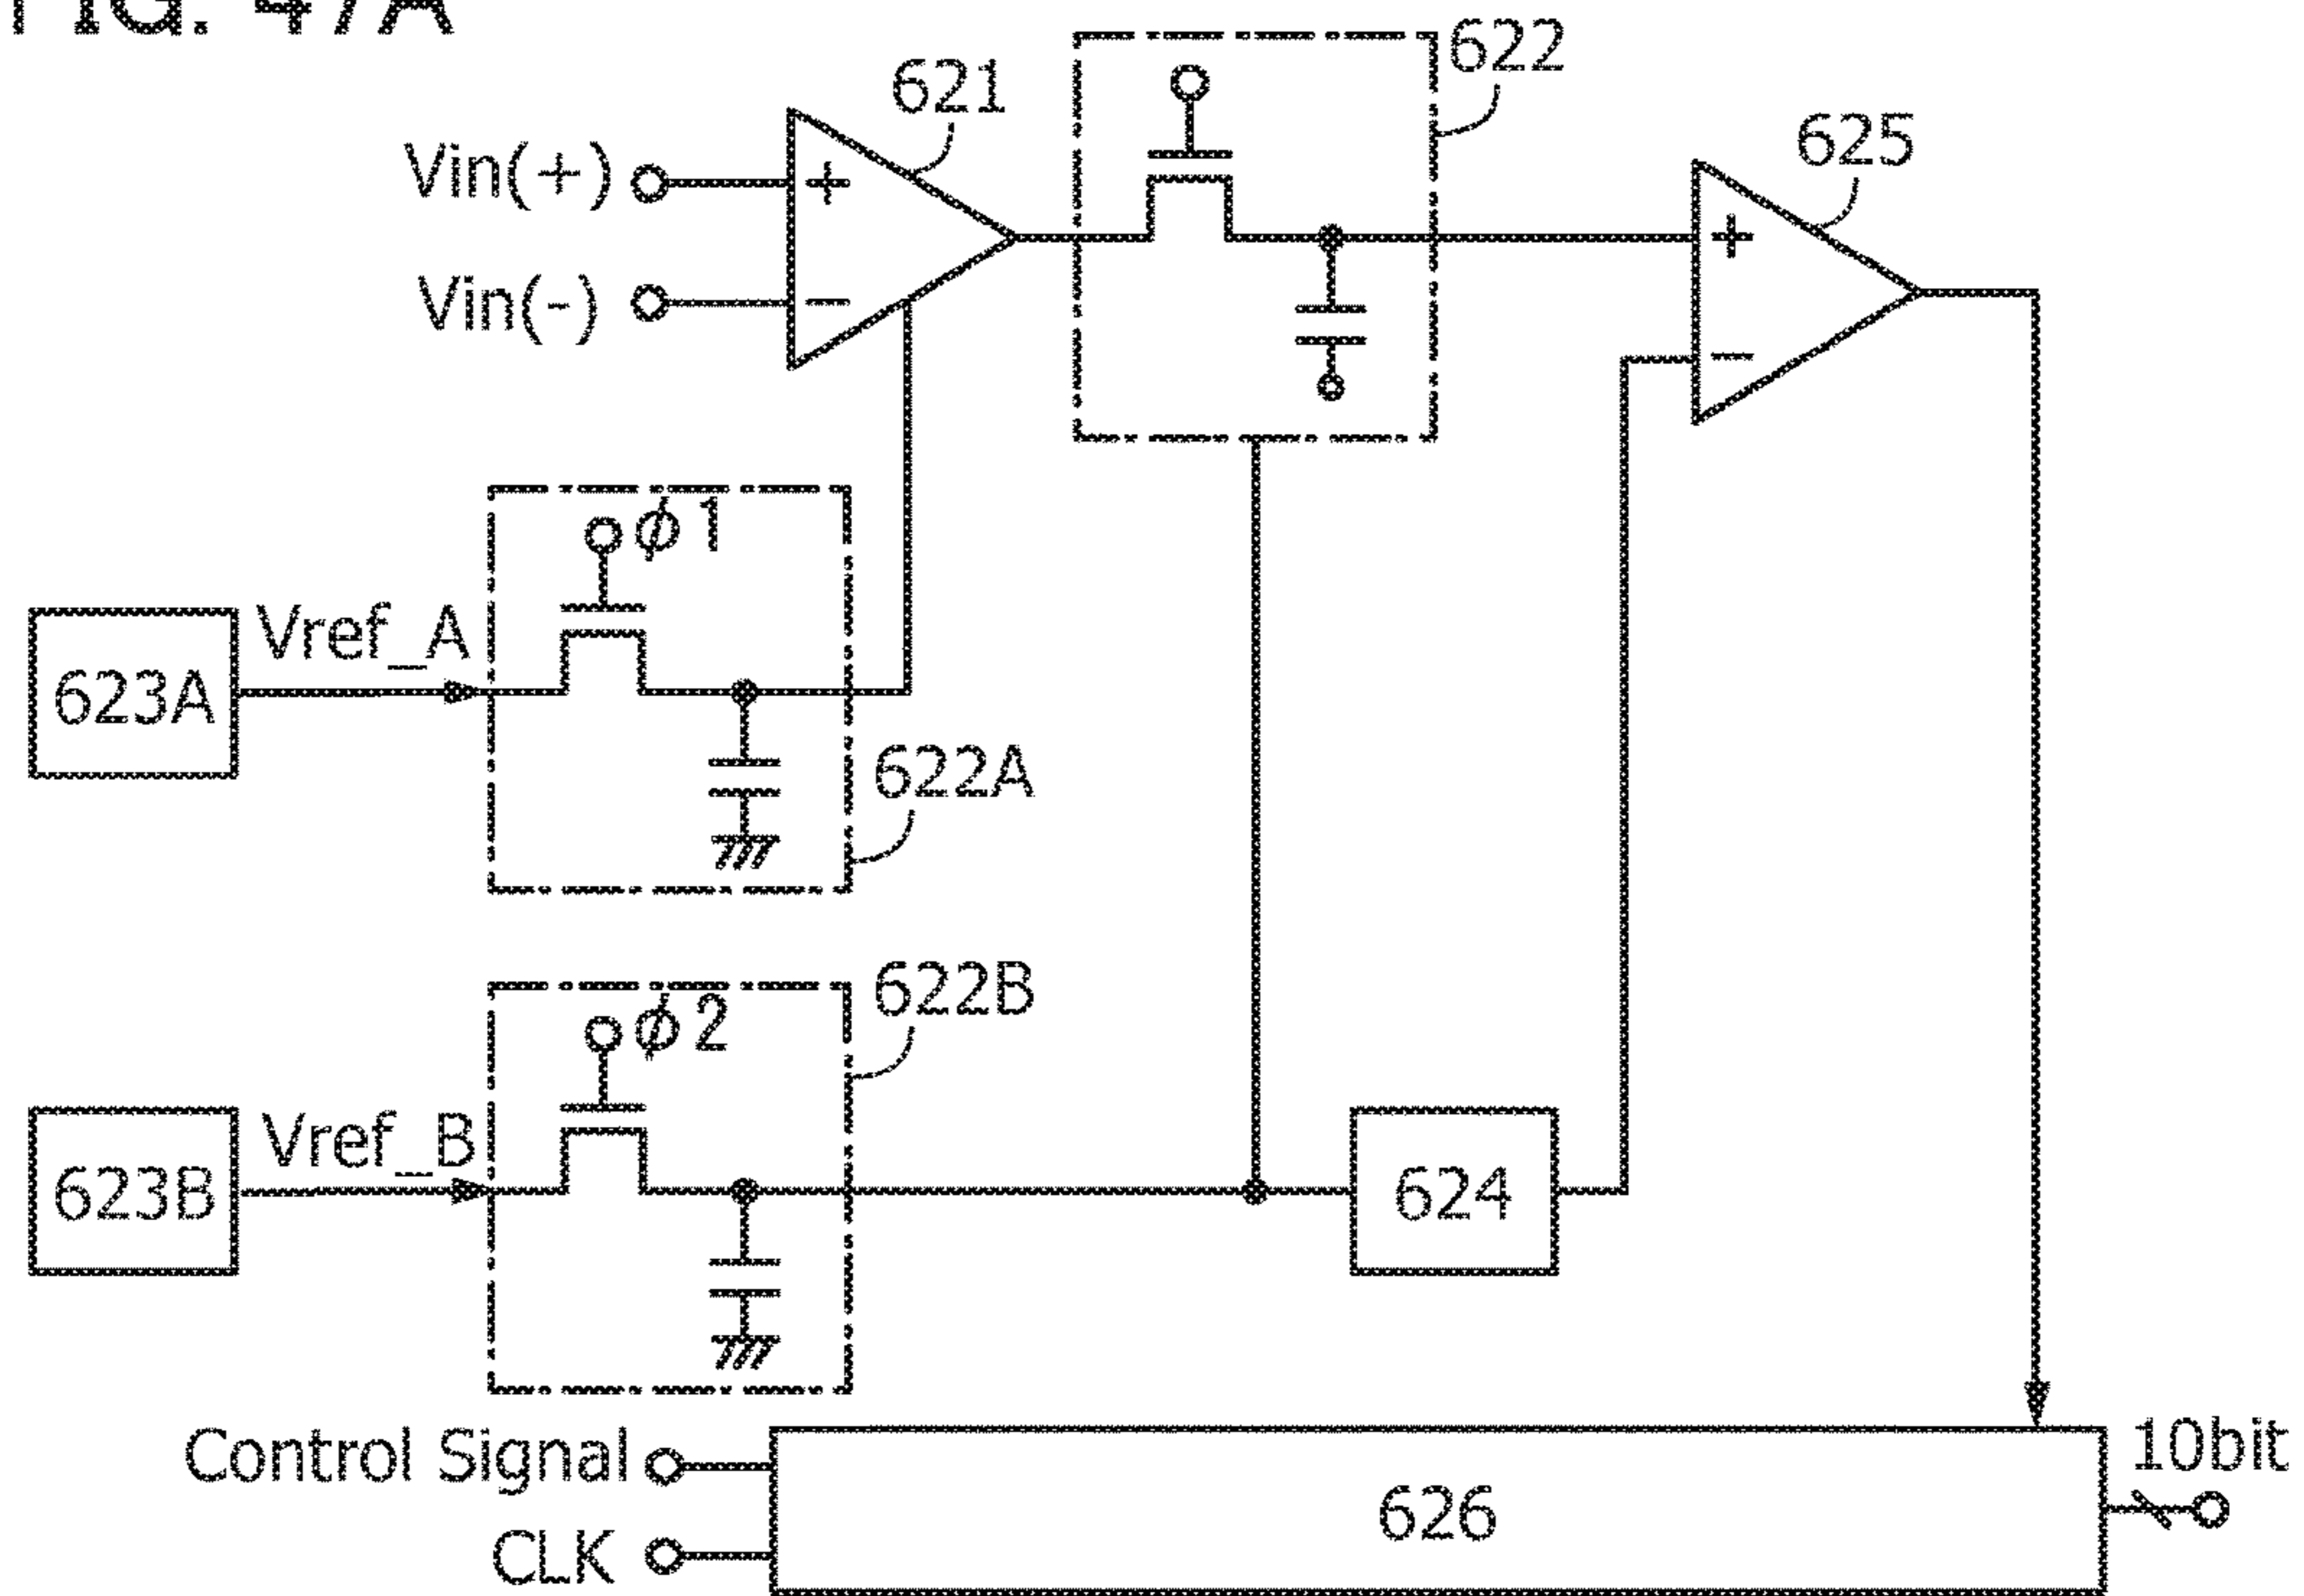 FIG. 47A
622
621
625
Vin(+)
+
+
Vin(-)
−
−
ϕ1
Vref_A
623A
622A
622B
ϕ2
Vref_B
623B
624
Control Signal
10bit
626
CLK